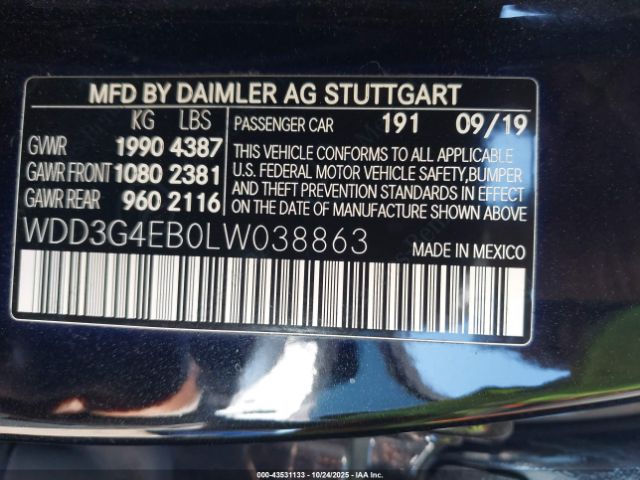 MFD BY DAIMLER AG STUTTGART
KG LBS
GVWR 1990 4387
GAWR FRONT 1080 2381
GAWR REAR 960 2116
PASSENGER CAR 191 09/19
THIS VEHICLE CONFORMS TO ALL APPLICABLE
U.S. FEDERAL MOTOR VEHICLE SAFETY,BUMPER
AND THEFT PREVENTION STANDARDS IN EFFECT
ON THE DATE OF MANUFACTURE SHOWN ABOVE
WDD3G4EB0LW038863
MADE IN MEXICO
00-43531133 - 10/24/2025 - IAA Inc.